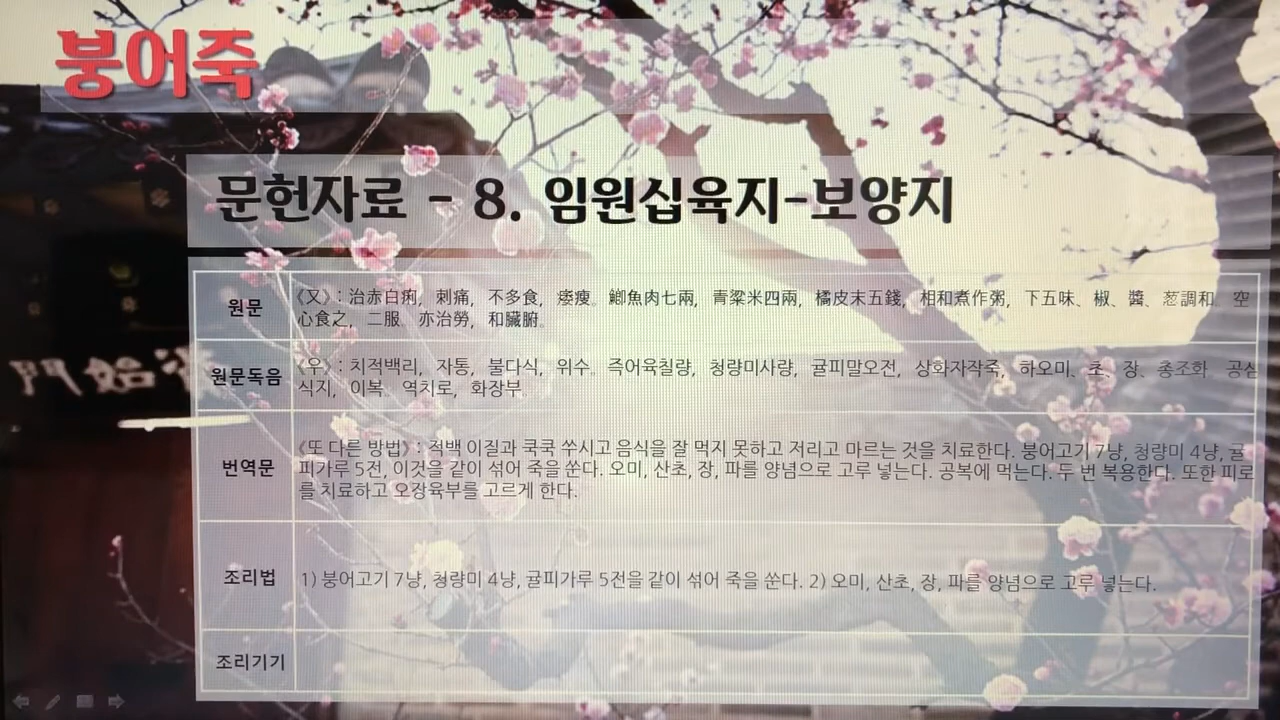 붕어죽
문헌자료 - 8. 임원십육지-보양지
원문
《又》: 治赤白痢, 刺痛, 不多食, 痿瘦. 鯽魚肉七兩, 青粱米四兩, 橘皮末五錢, 相和煮作粥, 下五味、椒、醬、葱調和. 空
心食之, 二服. 亦治勞, 和臟腑.
원문독음
《우》: 치적백리, 자통, 불다식, 위수. 즉어육칠량, 청량미사량, 귤피말오전, 상화자작죽, 하오미、초、장、총조화. 공심
식지, 이복. 역치로, 화장부.
번역문
《또 다른 방법》: 적백 이질과 쿡쿡 쑤시고 음식을 잘 먹지 못하고 저리고 마르는 것을 치료한다. 붕어고기 7냥, 청량미 4냥, 귤
피가루 5전, 이것을 같이 섞어 죽을 쑨다. 오미, 산초, 장, 파를 양념으로 고루 넣는다. 공복에 먹는다. 두 번 복용한다. 또한 피로
를 치료하고 오장육부를 고르게 한다.
조리법
1) 붕어고기 7냥, 청량미 4냥, 귤피가루 5전을 같이 섞어 죽을 쑨다. 2) 오미, 산초, 장, 파를 양념으로 고루 넣는다.
조리기기
門始